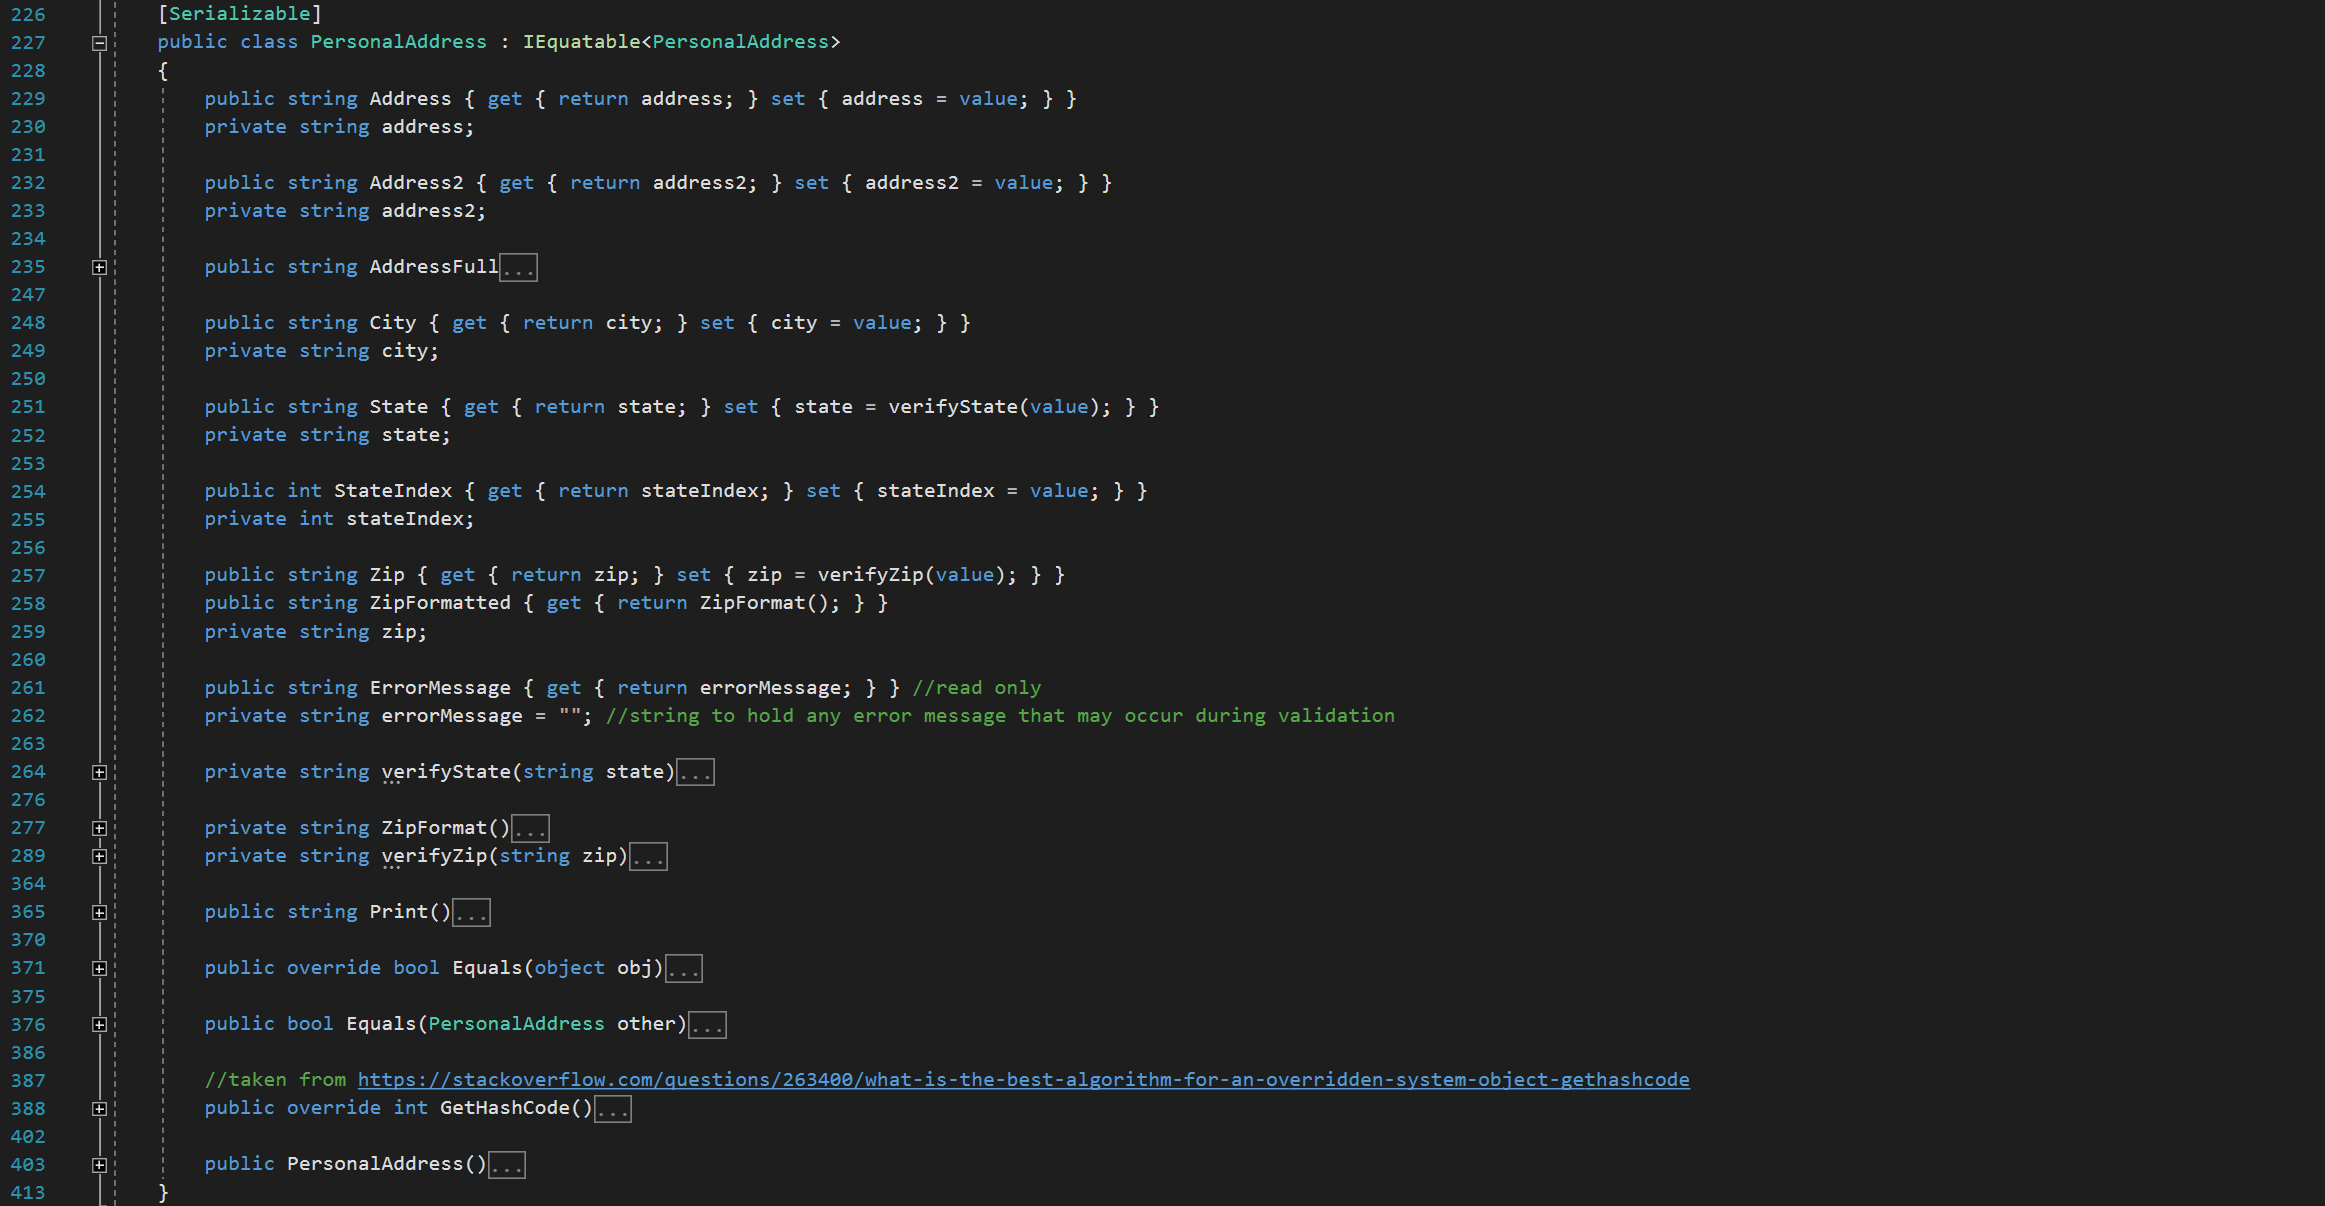 226 [Serializable]
227 public class PersonalAddress : IEquatable<PersonalAddress>
228 {
229 public string Address { get { return address; } set { address = value; } }
230 private string address;
231
232 public string Address2 { get { return address2; } set { address2 = value; } }
233 private string address2;
234
235 public string AddressFull...
247
248 public string City { get { return city; } set { city = value; } }
249 private string city;
250
251 public string State { get { return state; } set { state = verifyState(value); } }
252 private string state;
253
254 public int StateIndex { get { return stateIndex; } set { stateIndex = value; } }
255 private int stateIndex;
256
257 public string Zip { get { return zip; } set { zip = verifyZip(value); } }
258 public string ZipFormatted { get { return ZipFormat(); } }
259 private string zip;
260
261 public string ErrorMessage { get { return errorMessage; } } //read only
262 private string errorMessage = ""; //string to hold any error message that may occur during validation
263
264 private string verifyState(string state)...
276
277 private string ZipFormat()...
289 private string verifyZip(string zip)...
364
365 public string Print()...
370
371 public override bool Equals(object obj)...
375
376 public bool Equals(PersonalAddress other)...
386
387 //taken from https://stackoverflow.com/questions/263400/what-is-the-best-algorithm-for-an-overridden-system-object-gethashcode
388 public override int GetHashCode()...
402
403 public PersonalAddress()...
413 }